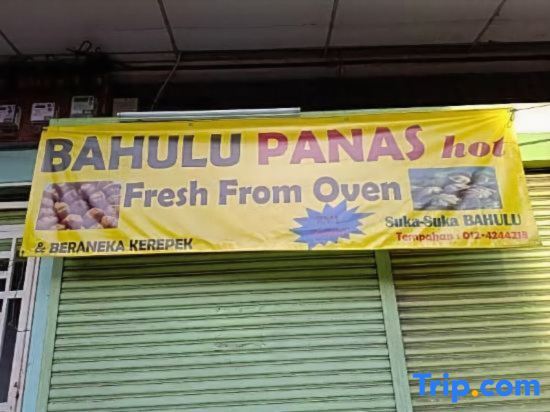 BAHULU PANAS hot
Fresh From Oven
Suka-Suka BAHULU
& BERANEKA KEREPEK
Tempahan : 012-4244218
Trip.com